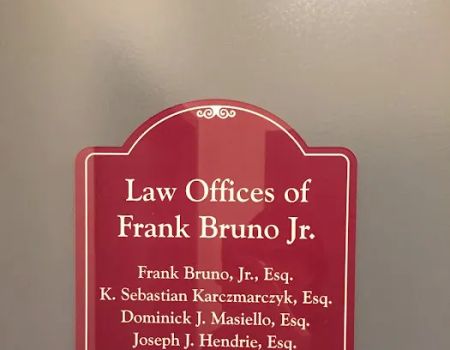 Law Offices of
Frank Bruno Jr.
Frank Bruno, Jr., Esq.
K. Sebastian Karczmarczyk, Esq.
Dominick J. Masiello, Esq.
Joseph J. Hendrie, Esq.